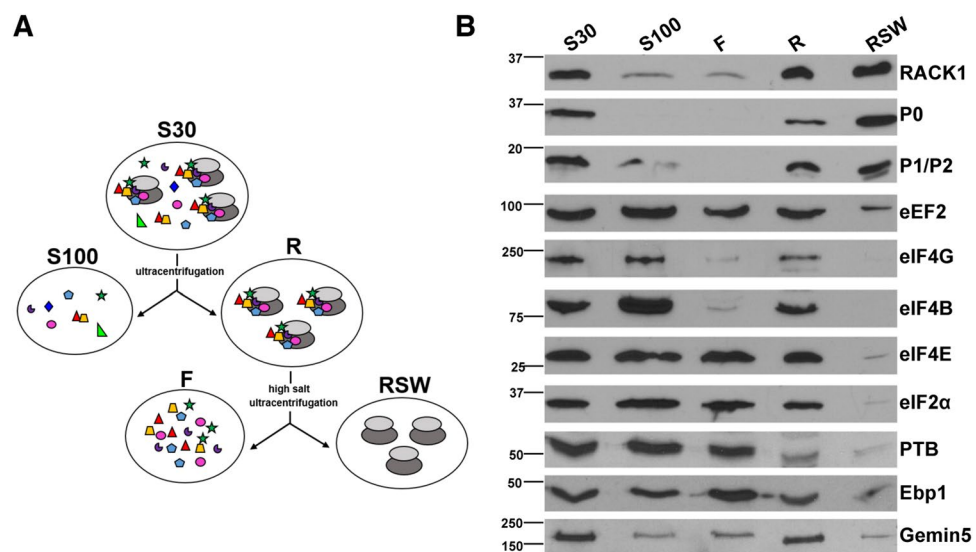 A
S30
ultracentrifugation
S100
R
high salt
ultracentrifugation
F
RSW
B
S30 S100 F R RSW
37 RACK1
37 P0
20 P1/P2
100 eEF2
250 eIF4G
75 eIF4B
25 eIF4E
37 eIF2α
50 PTB
50 Ebp1
250
150 Gemin5